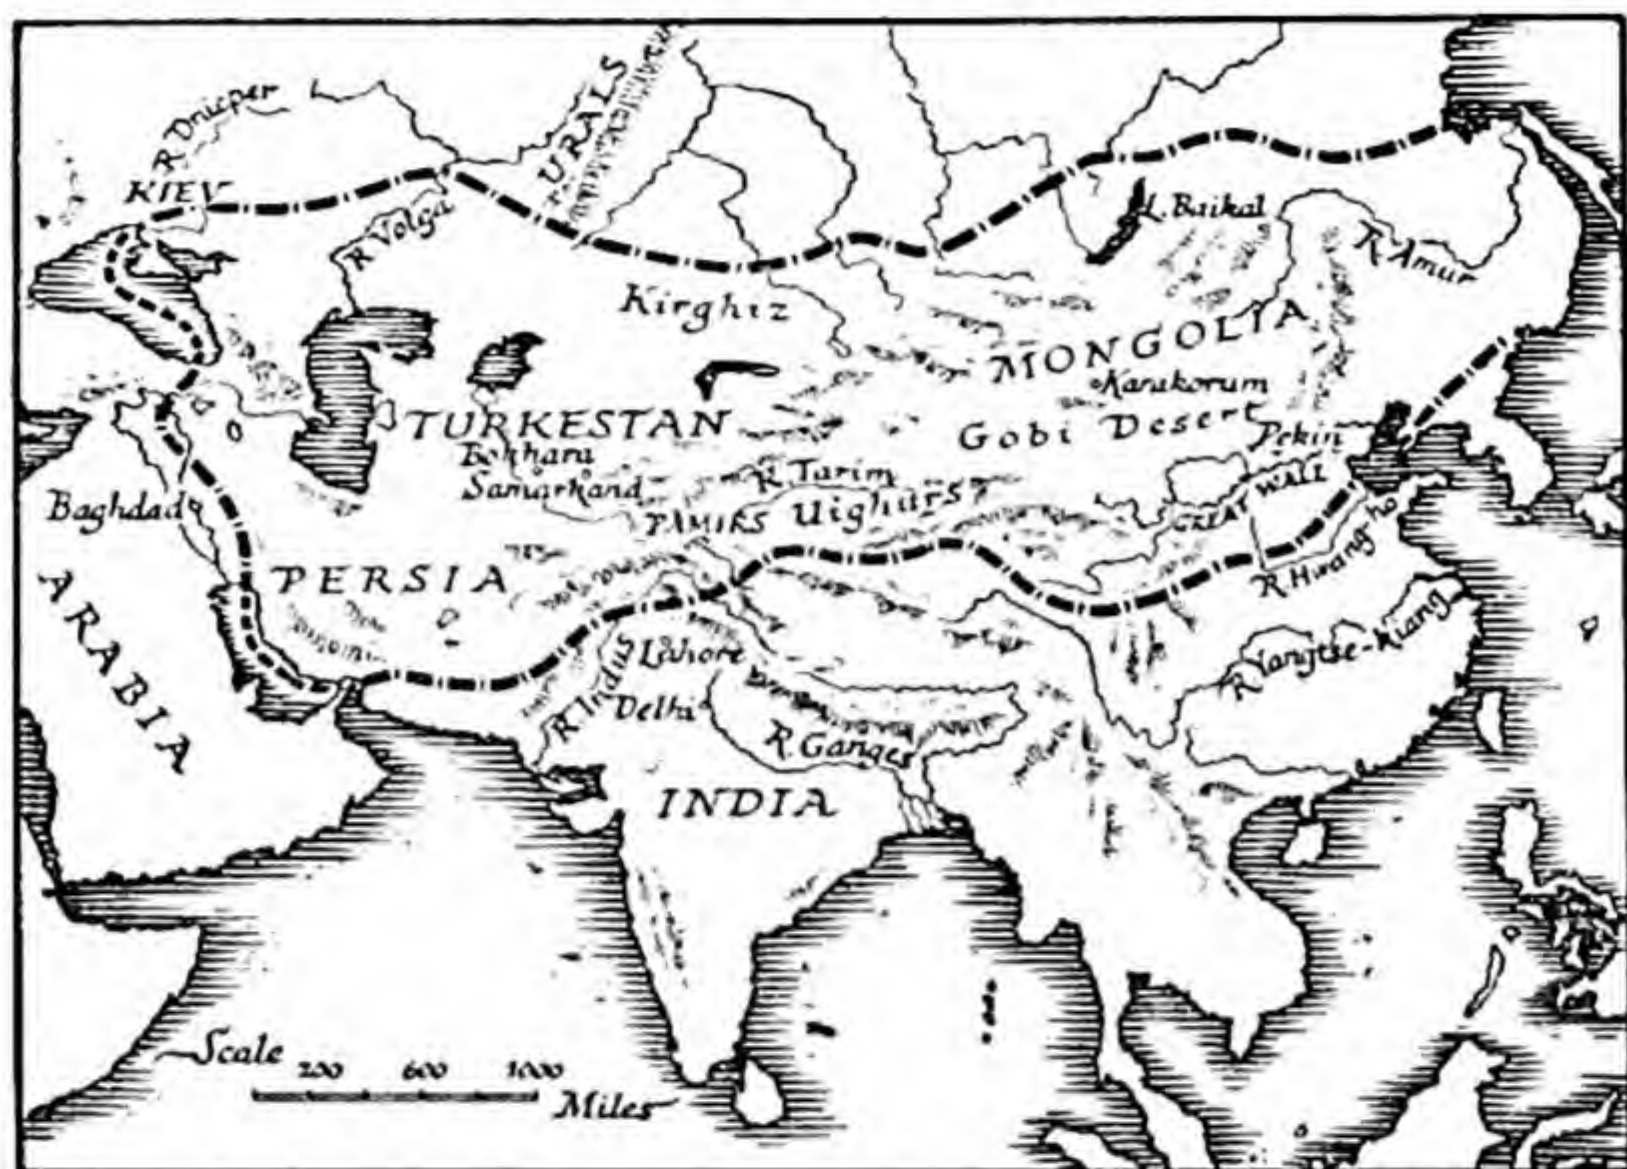 URALS
R Dnieper
KIEV
R Volga
L. Baikal
R. Amur
Kirghiz
MONGOLIA
Karakorum
Gobi Desert
Pekin
TURKESTAN
Bokhara
Samarkand
R. Tarim
Uighurs
PAMIRS
GREAT WALL
Baghdad
PERSIA
R. Hwang-ho
ARABIA
R Yangtse-Kiang
R. Indus
Lahore
Delhi
R. Ganges
INDIA
Scale
200 600 1000
Miles